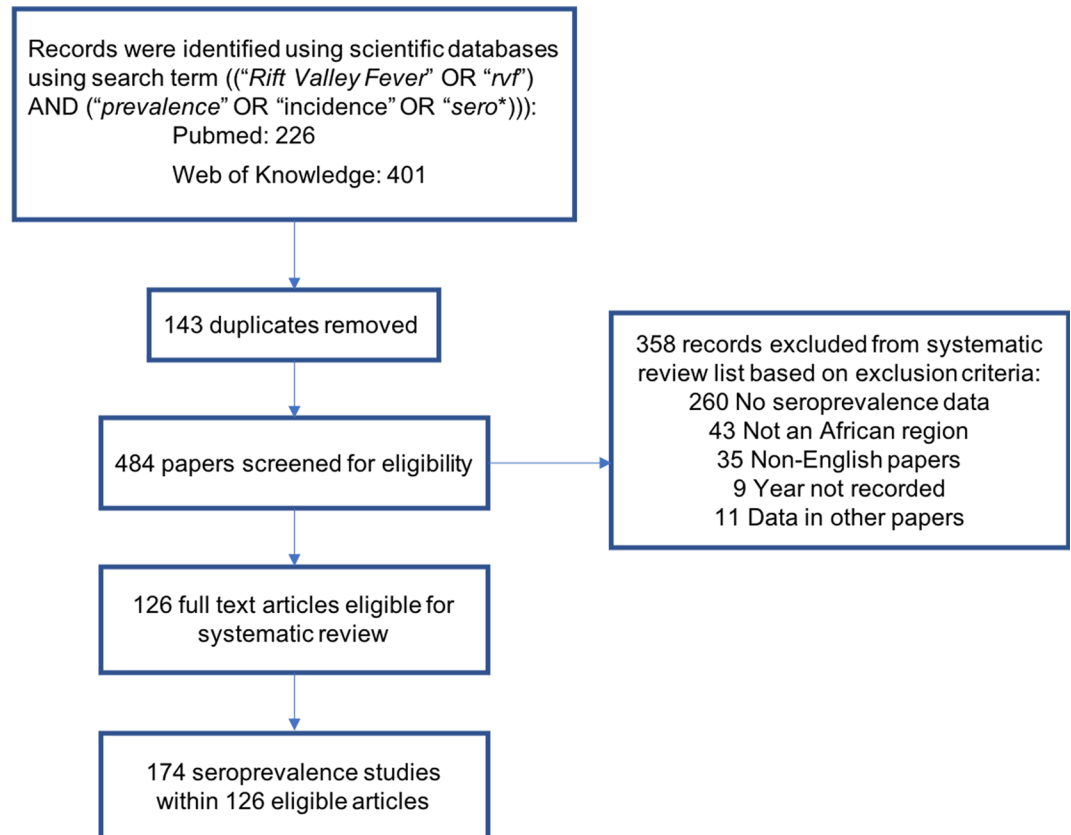 Records were identified using scientific databases
using search term ((“Rift Valley Fever” OR “rvf”)
AND (“prevalence” OR “incidence” OR “sero*”))):
Pubmed: 226
Web of Knowledge: 401
143 duplicates removed
484 papers screened for eligibility
358 records excluded from systematic
review list based on exclusion criteria:
260 No seroprevalence data
43 Not an African region
35 Non-English papers
9 Year not recorded
11 Data in other papers
126 full text articles eligible for
systematic review
174 seroprevalence studies
within 126 eligible articles